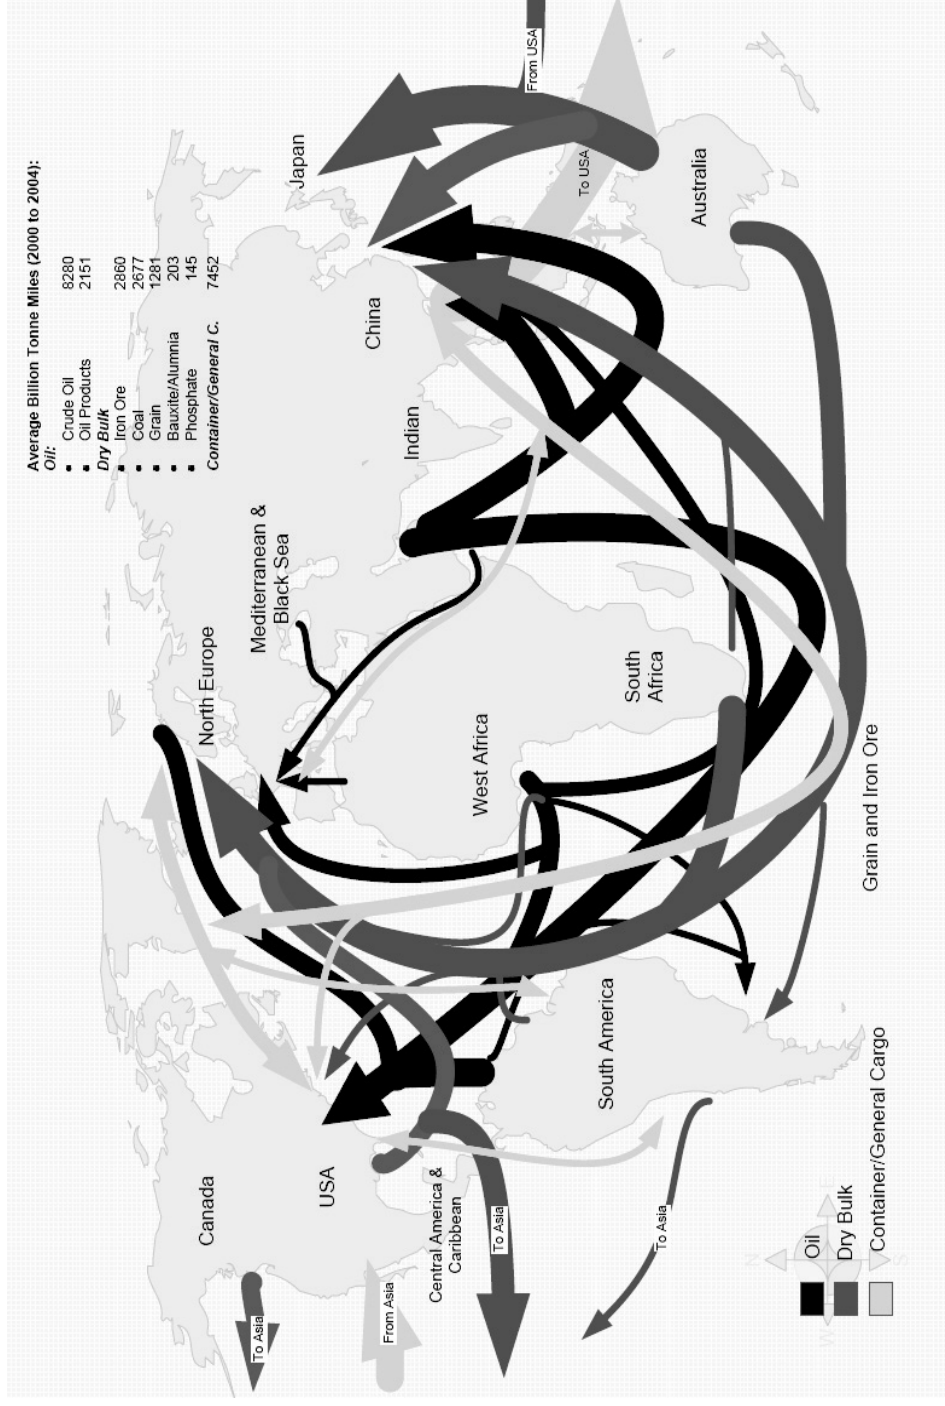 Average Billion Tonne Miles (2000 to 2004):
Oil:
• Crude Oil 8280
• Oil Products 2151
Dry Bulk
• Iron Ore 2860
• Coal 2677
• Grain 1281
• Bauxite/Alumnia 203
• Phosphate 145
Container/General C. 7452
Canada
USA
Central America &
Caribbean
South America
North Europe
Mediterranean &
Black Sea
West Africa
South
Africa
Indian
China
Japan
Australia
To Asia
From Asia
To Asia
To Asia
From USA
To USA
Grain and Iron Ore
Oil
Dry Bulk
Container/General Cargo
N
W
E
S